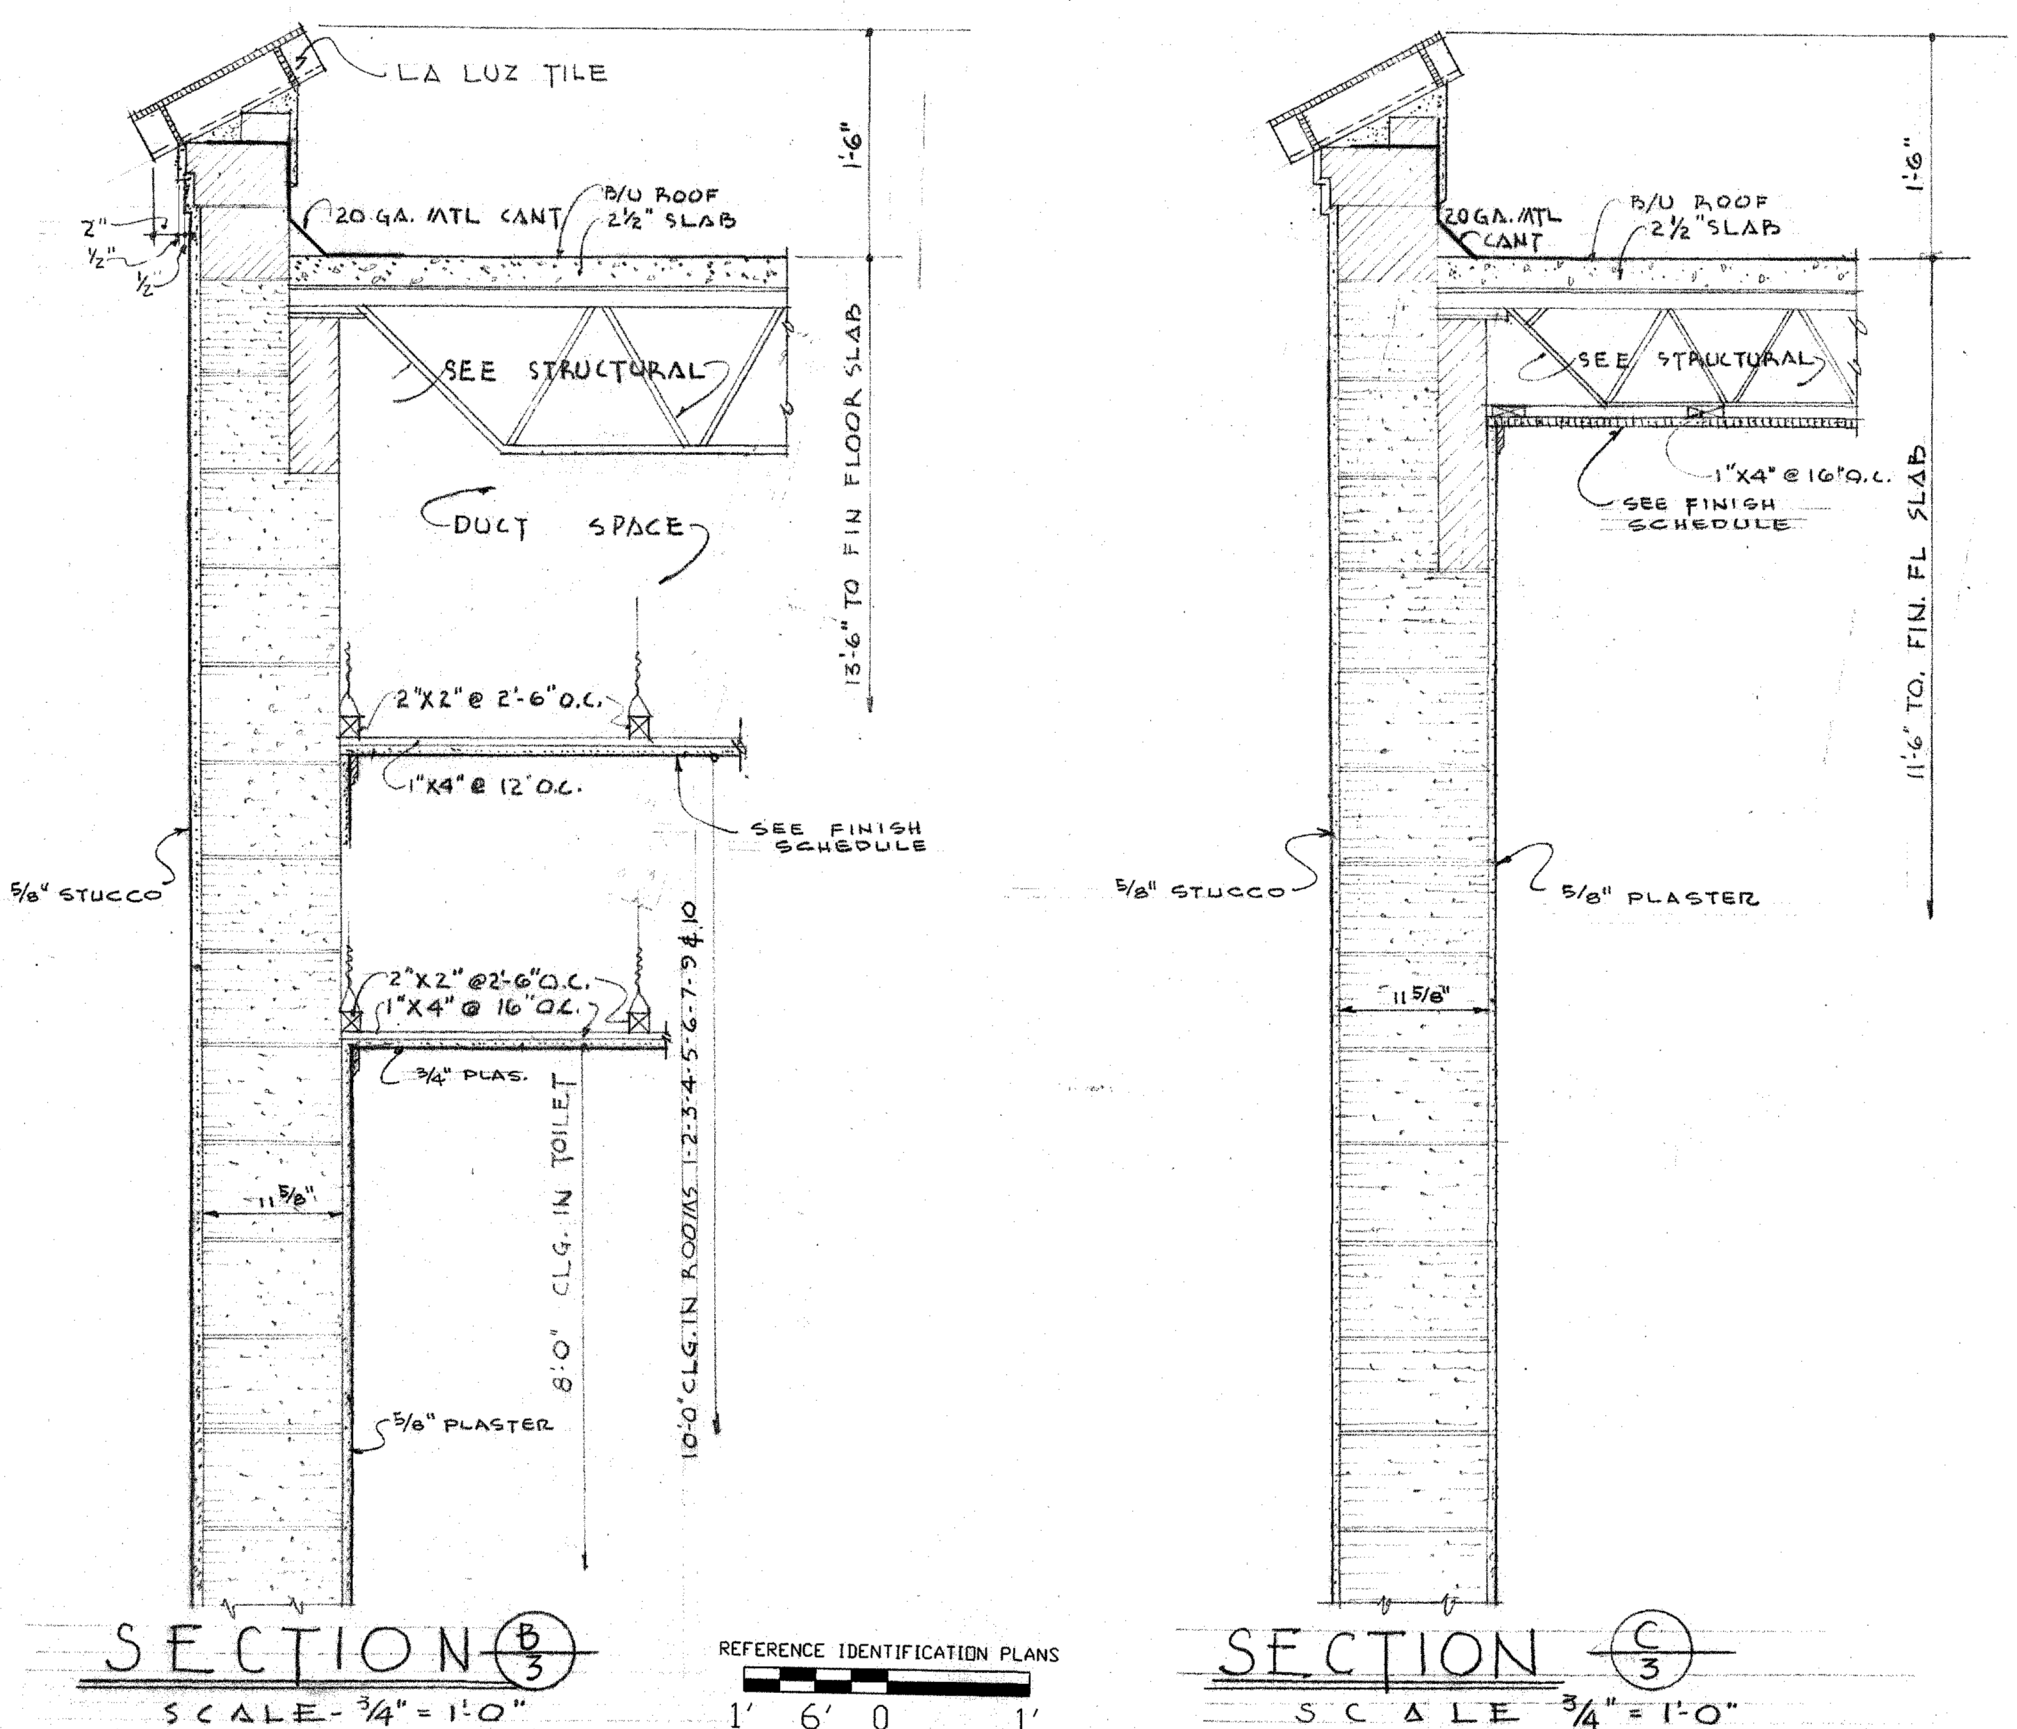 LA LUZ TILE
1'-6"
B/U ROOF
2½" SLAB
20 GA. MTL CANT
2"
½"
½"
SEE STRUCTURAL
13'-6" TO FIN FLOOR SLAB
DUCT SPACE
2"X2" @ 2'-6" O.C.
1"X4" @ 12' O.C.
SEE FINISH
SCHEDULE
5/8" STUCCO
2"X2" @ 2'-6" O.C.
1"X4" @ 16" O.C.
3/4" PLAS.
8'-0" CLG. IN TOILET
10'-0" CLG. IN ROOMS 1-2-3-4-5-6-7-9 & 10
11 5/8"
5/8" PLASTER
SECTION B/3
SCALE - 3/4" = 1'-0"
REFERENCE IDENTIFICATION PLANS
1' 6' 0 1'
1'-6"
B/U ROOF
2½" SLAB
20 GA. MTL
CANT
SEE STRUCTURAL
1"X4" @ 16" O.C.
SEE FINISH
SCHEDULE
11'-6" TO. FIN. FL SLAB
5/8" STUCCO
5/8" PLASTER
11 5/8"
SECTION C/3
SCALE 3/4" = 1'-0"